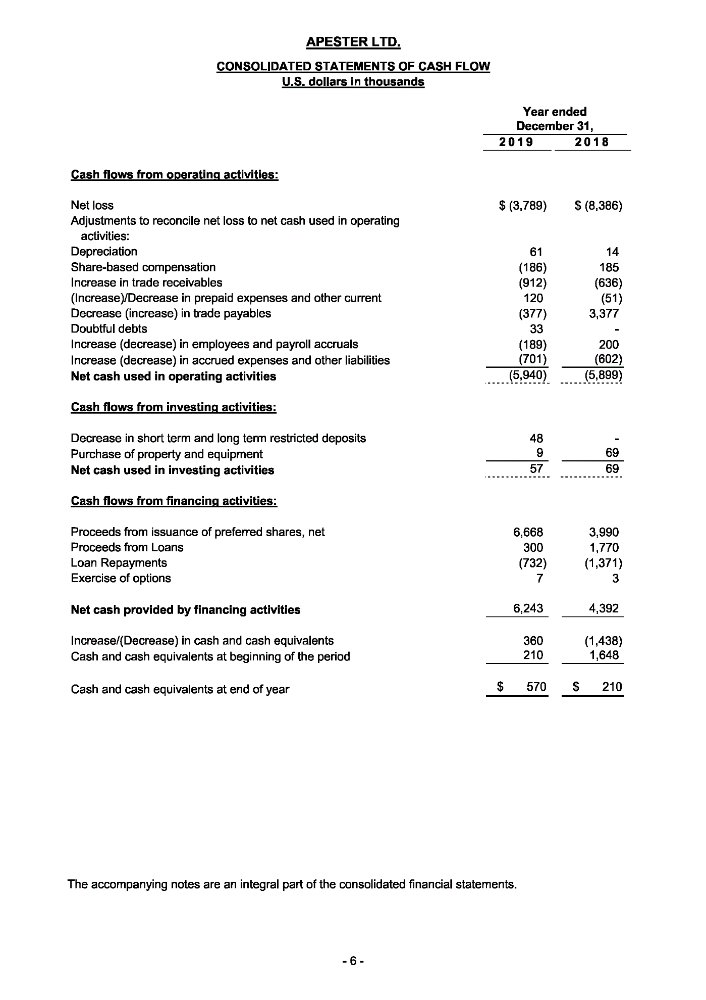 APESTER LTD.
CONSOLIDATED STATEMENTS OF CASH FLOW
U.S. dollars in thousands
Year ended
December 31,
2019 2018
Cash flows from operating activities:
Net loss $ (3,789) $ (8,386)
Adjustments to reconcile net loss to net cash used in operating
activities:
Depreciation 61 14
Share-based compensation (186) 185
Increase in trade receivables (912) (636)
(Increase)/Decrease in prepaid expenses and other current 120 (51)
Decrease (increase) in trade payables (377) 3,377
Doubtful debts 33 -
Increase (decrease) in employees and payroll accruals (189) 200
Increase (decrease) in accrued expenses and other liabilities (701) (602)
Net cash used in operating activities (5,940) (5,899)
Cash flows from investing activities:
Decrease in short term and long term restricted deposits 48 -
Purchase of property and equipment 9 69
Net cash used in investing activities 57 69
Cash flows from financing activities:
Proceeds from issuance of preferred shares, net 6,668 3,990
Proceeds from Loans 300 1,770
Loan Repayments (732) (1,371)
Exercise of options 7 3
Net cash provided by financing activities 6,243 4,392
Increase/(Decrease) in cash and cash equivalents 360 (1,438)
Cash and cash equivalents at beginning of the period 210 1,648
Cash and cash equivalents at end of year $ 570 $ 210
The accompanying notes are an integral part of the consolidated financial statements.
- 6 -